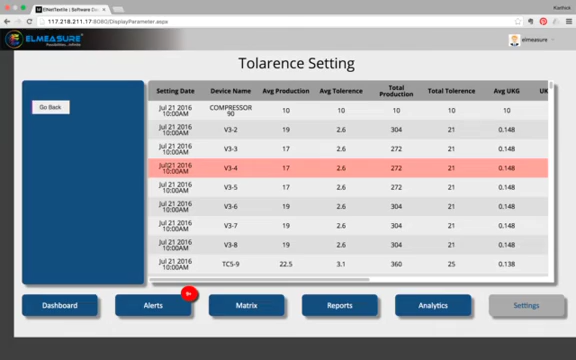 ElNetTextile | Software Co
Karthick
117.218.211.17:8080/DisplayParameter.aspx
ELMEASURE
elmeasure
Tolarence Setting
Go Back
Setting Date Device Name Avg Production Avg Tolerence Total Production Total Tolerence Avg UKG UK
Jul 21 2016 10:00AM COMPRESSOR 90 10 10 10 10 10
Jul 21 2016 10:00AM V3-2 19 2.6 304 21 0.148
Jul 21 2016 10:00AM V3-3 17 2.6 272 21 0.148
Jul 21 2016 10:00AM V3-4 17 2.6 272 21 0.148
Jul 21 2016 10:00AM V3-5 17 2.6 272 21 0.148
Jul 21 2016 10:00AM V3-6 19 2.6 304 21 0.148
Jul 21 2016 10:00AM V3-7 19 2.6 304 21 0.148
Jul 21 2016 10:00AM V3-8 19 2.6 304 21 0.148
Jul 21 2016 10:00AM TC5-9 22.5 3.1 360 25 0.138
Dashboard Alerts Matrix Reports Analytics Settings